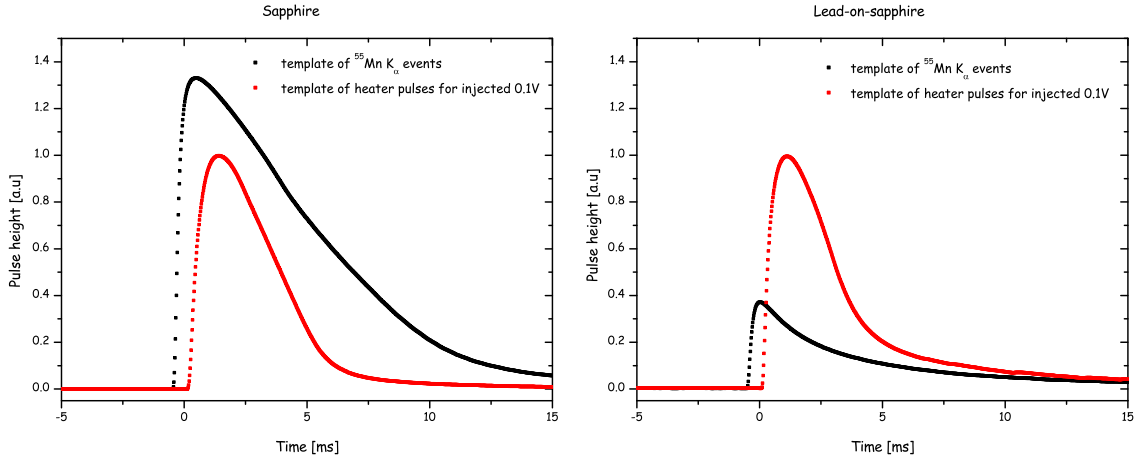 Sapphire
template of ⁵⁵Mn Kα events
template of heater pulses for injected 0.1V
1.4
1.2
1.0
0.8
0.6
0.4
0.2
0.0
Pulse height [a.u]
-5 0 5 10 15
Time [ms]
Lead-on-sapphire
template of ⁵⁵Mn Kα events
template of heater pulses for injected 0.1V
1.4
1.2
1.0
0.8
0.6
0.4
0.2
0.0
Pulse height [a.u]
-5 0 5 10 15
Time [ms]